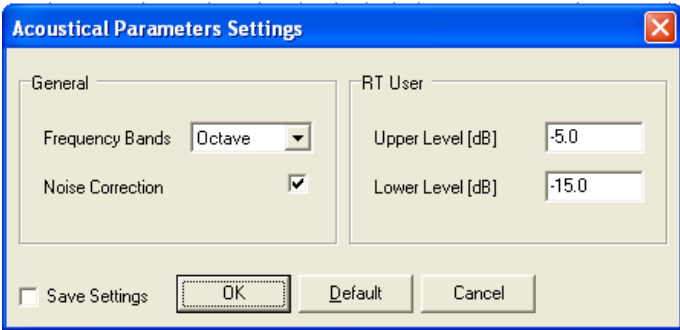 Acoustical Parameters Settings
General
Frequency Bands Octave
Noise Correction
RT User
Upper Level [dB] -5.0
Lower Level [dB] -15.0
Save Settings OK Default Cancel